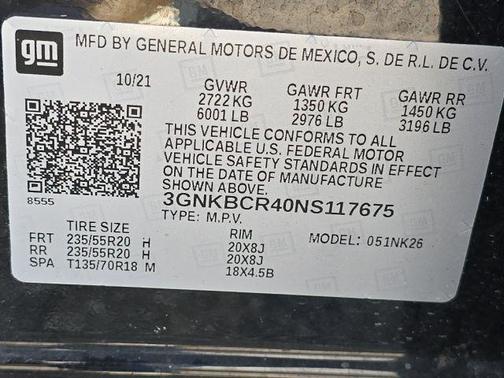 gm
MFD BY GENERAL MOTORS DE MEXICO, S. DE R.L. DE C.V.
10/21 GVWR GAWR FRT GAWR RR
2722 KG 1350 KG 1450 KG
6001 LB 2976 LB 3196 LB
THIS VEHICLE CONFORMS TO ALL
APPLICABLE U.S. FEDERAL MOTOR
VEHICLE SAFETY STANDARDS IN EFFECT
ON THE DATE OF MANUFACTURE
SHOWN ABOVE.
8555 3GNKBCR40NS117675
TYPE: M.P.V.
TIRE SIZE RIM MODEL: 051NK26
FRT 235/55R20 H 20X8J
RR 235/55R20 H 20X8J
SPA T135/70R18 M 18X4.5B